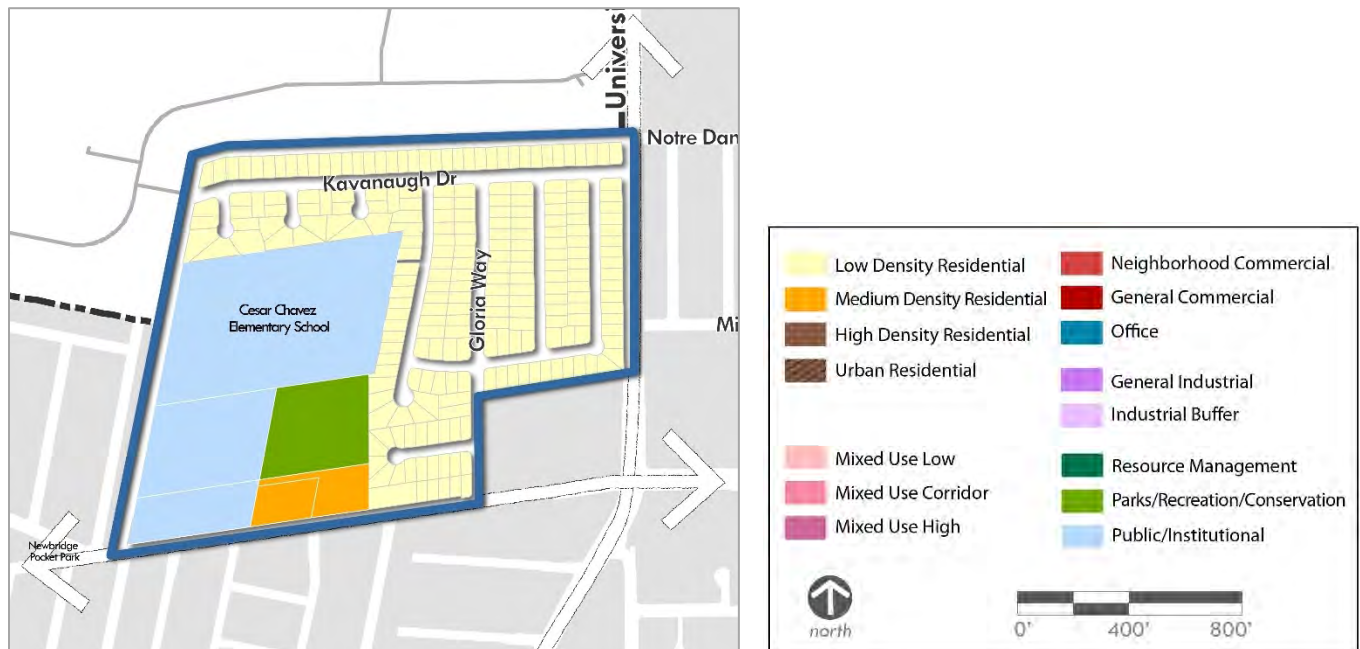 Universi
Notre Dan
Kavanaugh Dr
Gloria Way
Cesar Chavez
Elementary School
Mi
Newbridge
Pocket Park
Low Density Residential
Medium Density Residential
High Density Residential
Urban Residential
Mixed Use Low
Mixed Use Corridor
Mixed Use High
Neighborhood Commercial
General Commercial
Office
General Industrial
Industrial Buffer
Resource Management
Parks/Recreation/Conservation
Public/Institutional
north
0' 400' 800'